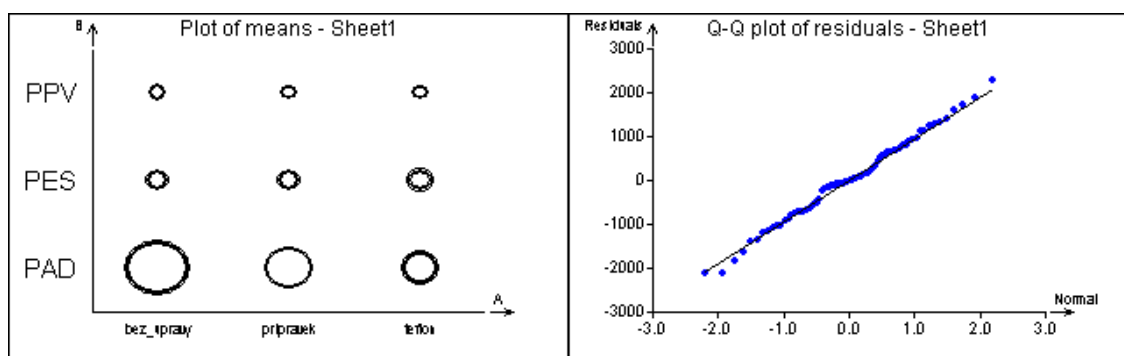 Plot of means - Sheet1
B
PPV
PES
PAD
A
bez_upravy
pripravek
teflon
Residuals
Q-Q plot of residuals - Sheet1
3000
2000
1000
0
-1000
-2000
-3000
Normal
-3.0 -2.0 -1.0 0.0 1.0 2.0 3.0